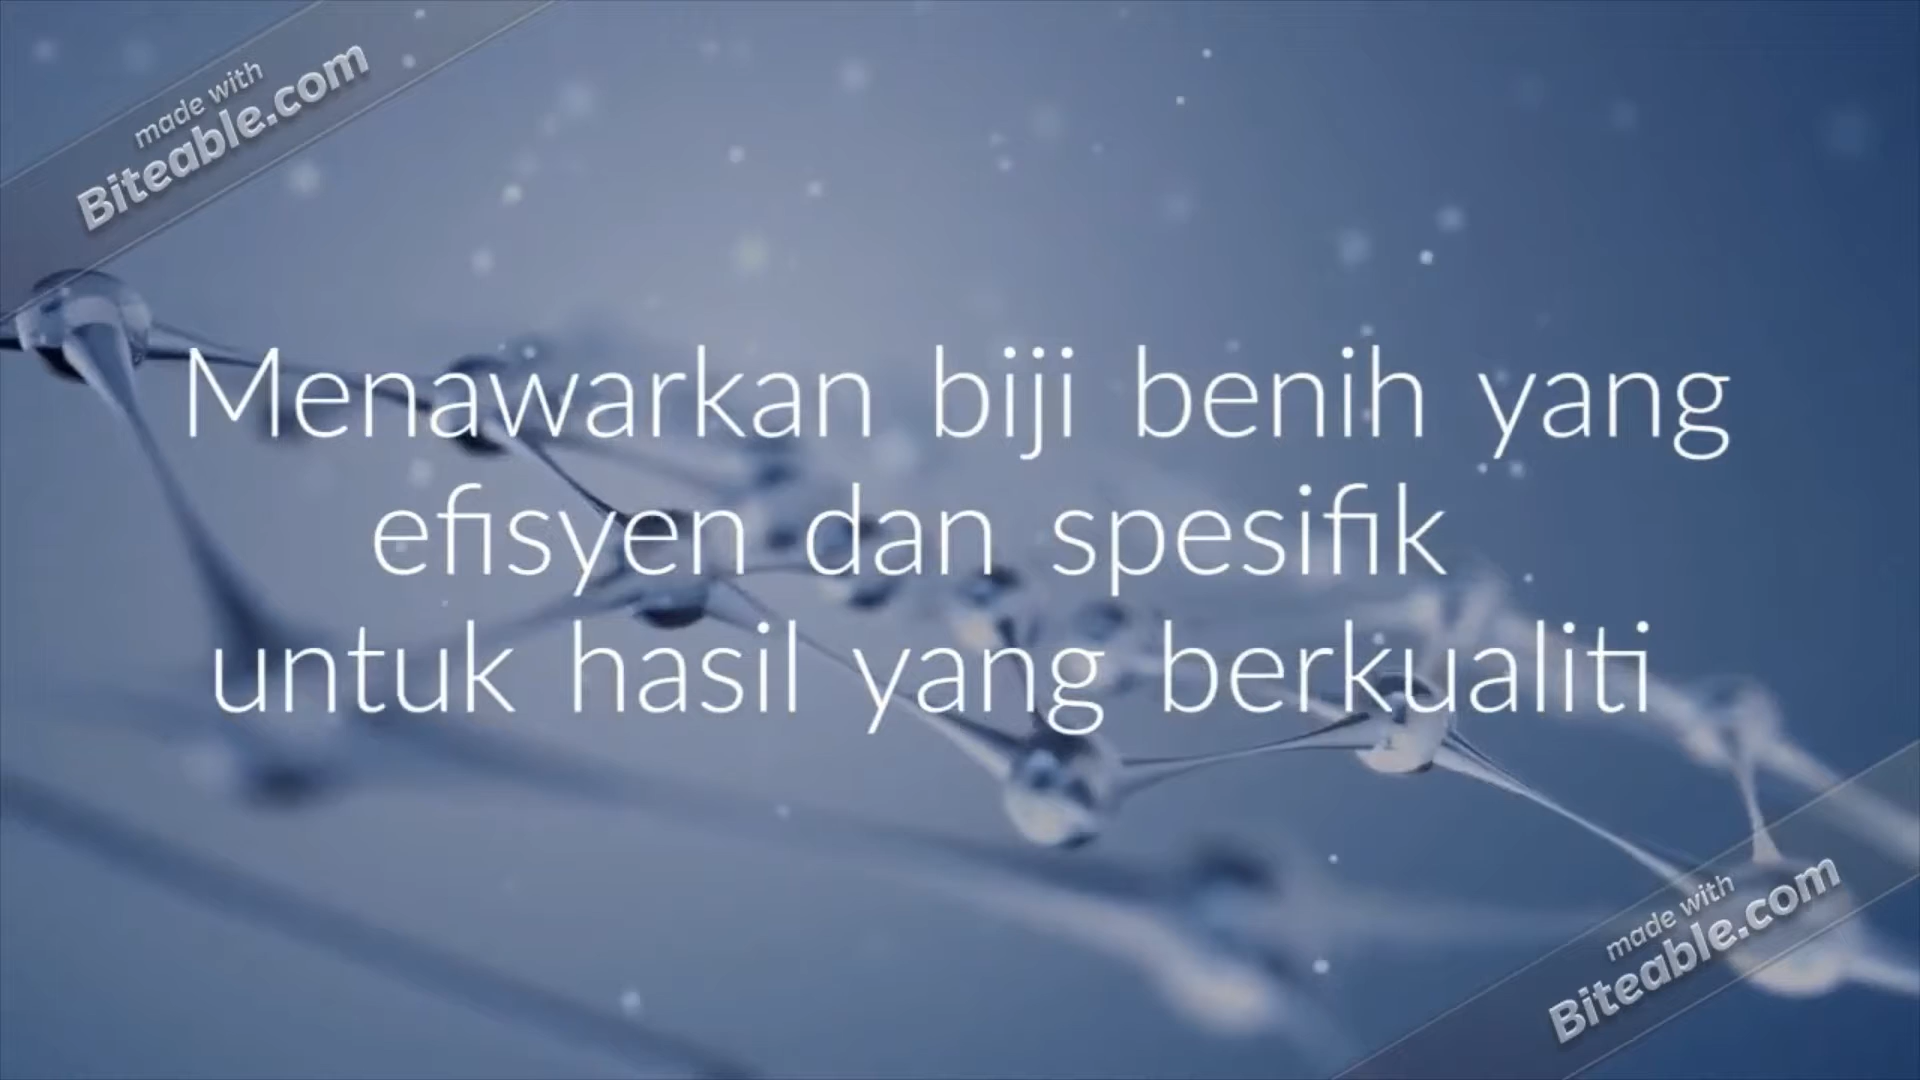 made with
Biteable.com
Menawarkan biji benih yang
efisyen dan spesifik
untuk hasil yang berkualiti
made with
Biteable.com